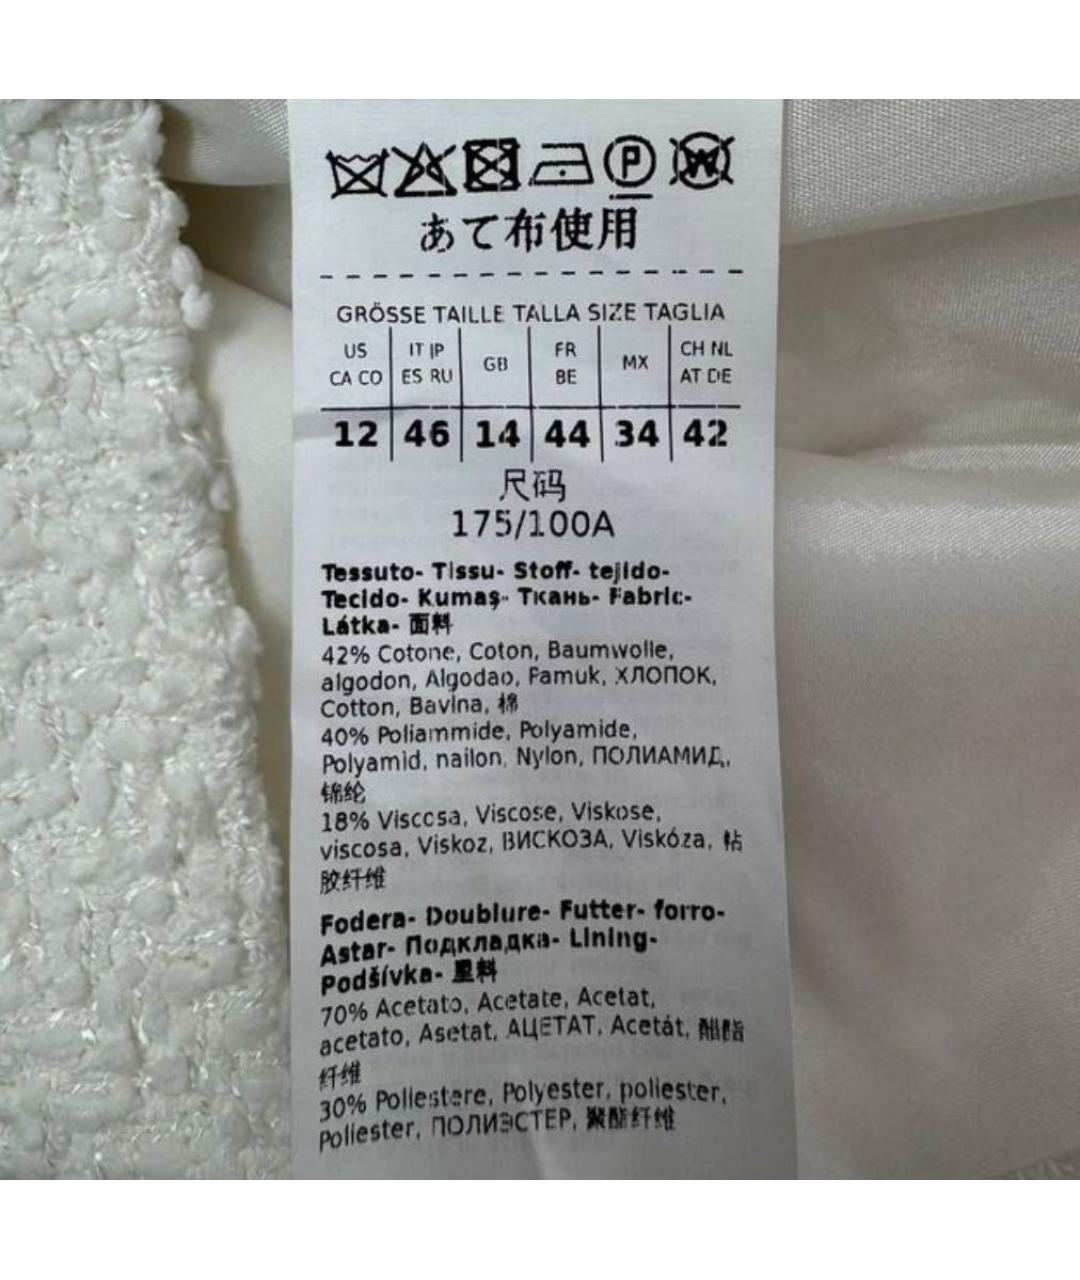 P W
あて布使用
GRÖSSE TAILLE TALLA SIZE TAGLIA
US CA CO | IT JP ES RU | GB | FR BE | MX | CH NL AT DE
12 | 46 | 14 | 44 | 34 | 42
尺码
175/100A
Tessuto- Tissu- Stoff- tejido-
Tecido- Kumaş- Ткань- Fabric-
Látka- 面料
42% Cotone, Coton, Baumwolle,
algodon, Algodao, Pamuk, ХЛОПОК,
Cotton, Bavlna, 棉
40% Poliammide, Polyamide,
Polyamid, nailon, Nylon, ПОЛИАМИД,
锦纶
18% Viscosa, Viscose, Viskose,
viscosa, Viskoz, ВИСКОЗА, Viskóza, 粘
胶纤维
Fodera- Doublure- Futter- forro-
Astar- Подкладка- Lining-
Podšívka- 里料
70% Acetato, Acetate, Acetat,
acetato, Asetat, АЦЕТАТ, Acetát, 醋酯
纤维
30% Poliestere, Polyester, poliester,
Poliester, ПОЛИЭСТЕР, 聚酯纤维